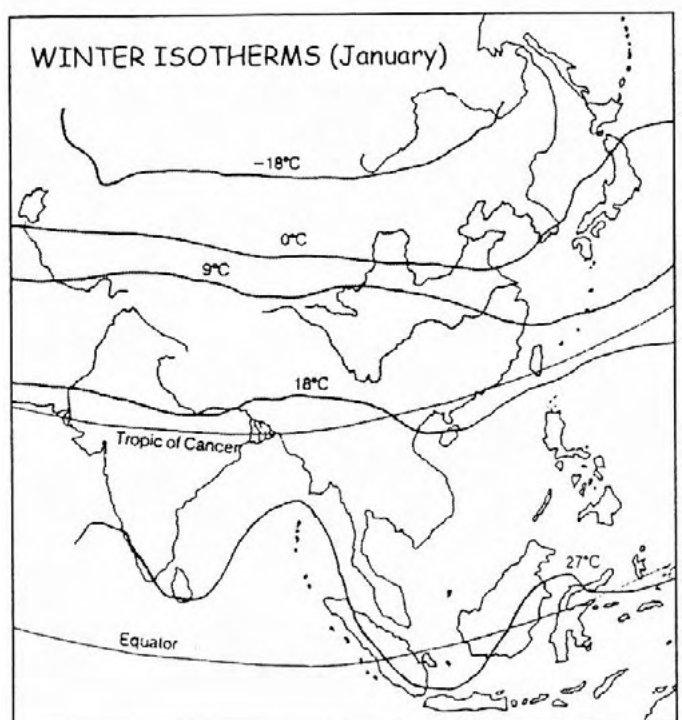 WINTER ISOTHERMS (January)
−18°C
0°C
9°C
18°C
Tropic of Cancer
27°C
Equator